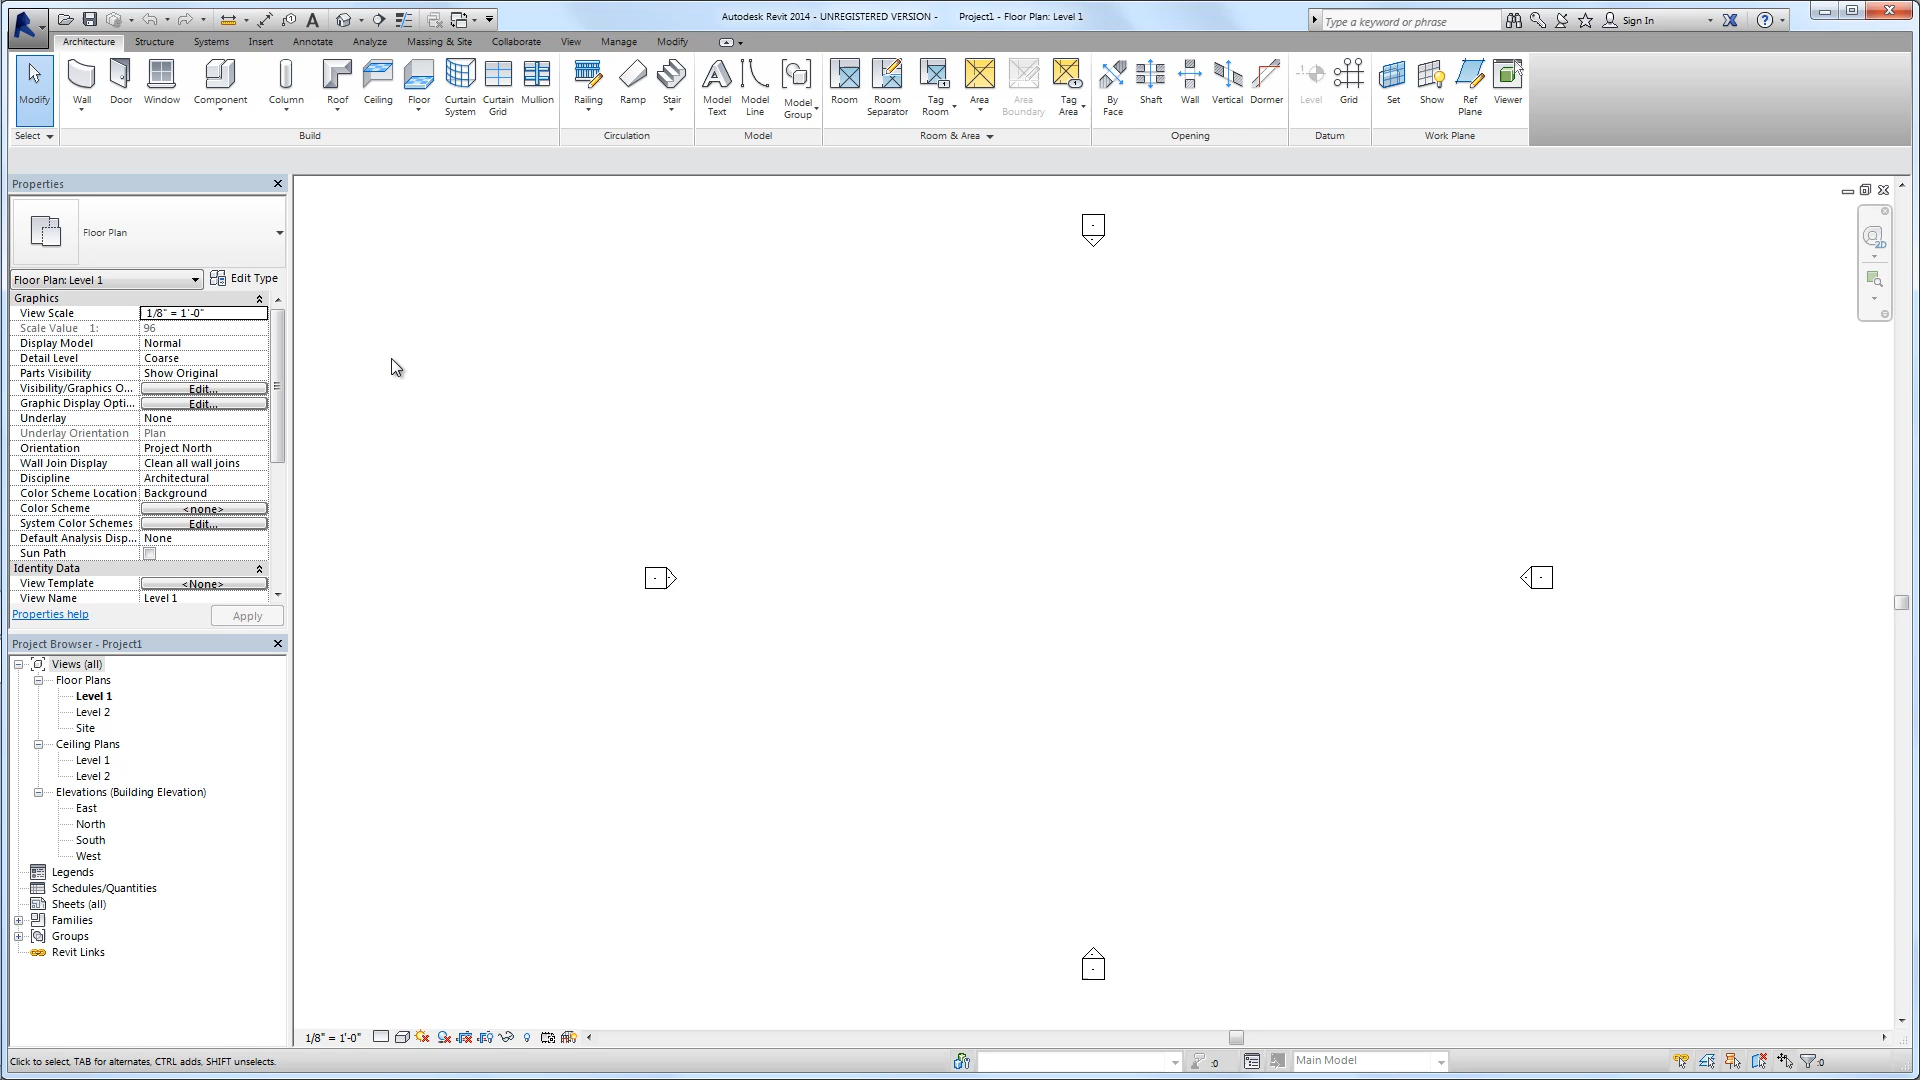 Autodesk Revit 2014 - UNREGISTERED VERSION - Project1 - Floor Plan: Level 1
Type a keyword or phrase
Sign In
Architecture Structure Systems Insert Annotate Analyze Massing & Site Collaborate View Manage Modify
Modify
Wall
Door
Window
Component
Column
Roof
Ceiling
Floor
Curtain System
Curtain Grid
Mullion
Railing
Ramp
Stair
Model Text
Model Line
Model Group
Room
Room Separator
Tag Room
Area
Area Boundary
Tag Area
By Face
Shaft
Wall
Vertical
Dormer
Level
Grid
Set
Show
Ref Plane
Viewer
Select Build Circulation Model Room & Area Opening Datum Work Plane
Properties
Floor Plan
Floor Plan: Level 1 Edit Type
Graphics
View Scale 1/8" = 1'-0"
Scale Value 1: 96
Display Model Normal
Detail Level Coarse
Parts Visibility Show Original
Visibility/Graphics O... Edit...
Graphic Display Opti... Edit...
Underlay None
Underlay Orientation Plan
Orientation Project North
Wall Join Display Clean all wall joins
Discipline Architectural
Color Scheme Location Background
Color Scheme <none>
System Color Schemes Edit...
Default Analysis Disp... None
Sun Path
Identity Data
View Template <None>
View Name Level 1
Properties help Apply
Project Browser - Project1
Views (all)
Floor Plans
Level 1
Level 2
Site
Ceiling Plans
Level 1
Level 2
Elevations (Building Elevation)
East
North
South
West
Legends
Schedules/Quantities
Sheets (all)
Families
Groups
Revit Links
1/8" = 1'-0"
Click to select, TAB for alternates, CTRL adds, SHIFT unselects.
:0
Main Model
:0
2D